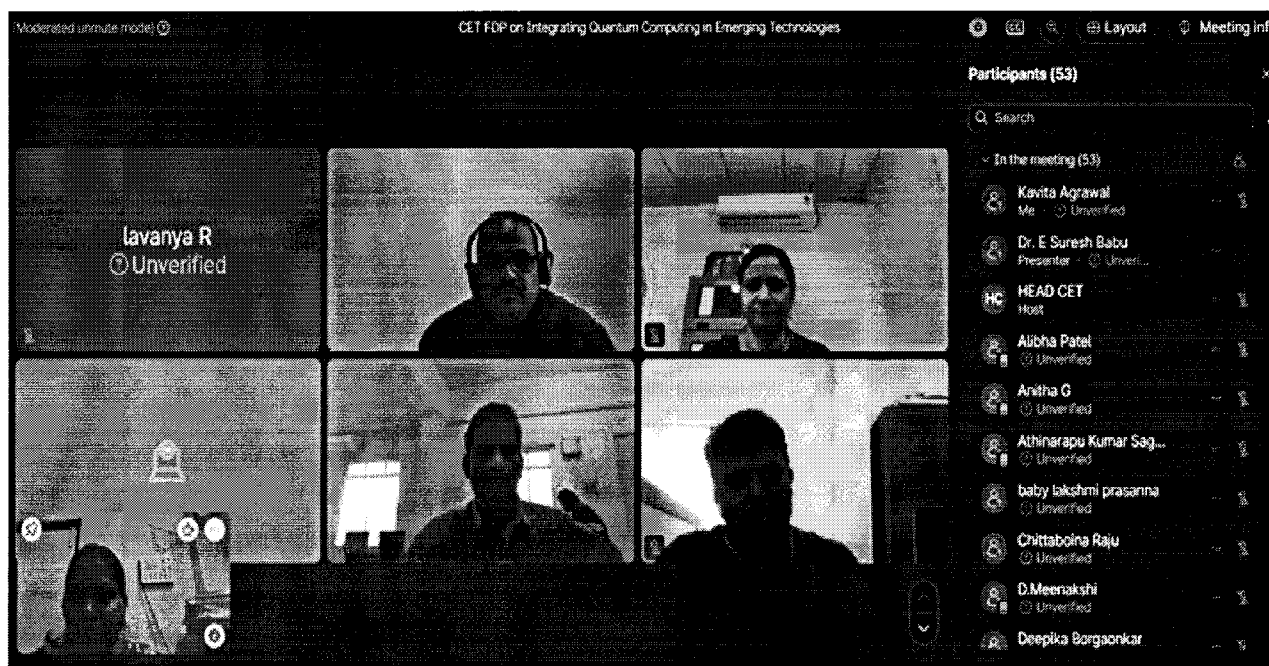 Moderated unmute mode
CET FDP on Integrating Quantum Computing in Emerging Technologies
CC
Layout
Meeting inf
Participants (53)
Search
In the meeting (53)
Kavita Agrawal
Me · Unverified
Dr. E Suresh Babu
Presenter · Unveri...
HC
HEAD CET
Host
Alibha Patel
Unverified
Anitha G
Unverified
Athinarapu Kumar Sag...
Unverified
baby lakshmi prasanna
Unverified
Chittaboina Raju
Unverified
D.Meenakshi
Unverified
Deepika Borgaonkar
lavanya R
Unverified